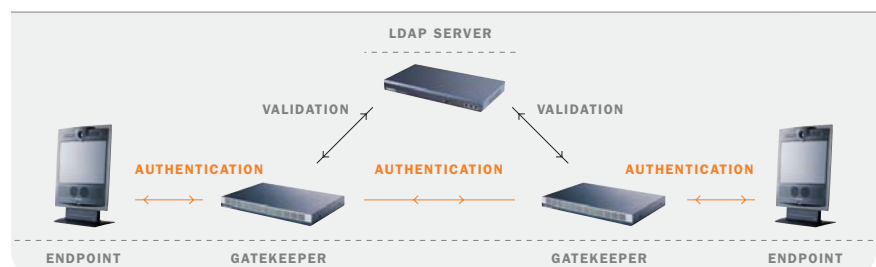 LDAP SERVER
VALIDATION
VALIDATION
AUTHENTICATION
AUTHENTICATION
AUTHENTICATION
ENDPOINT
GATEKEEPER
GATEKEEPER
ENDPOINT